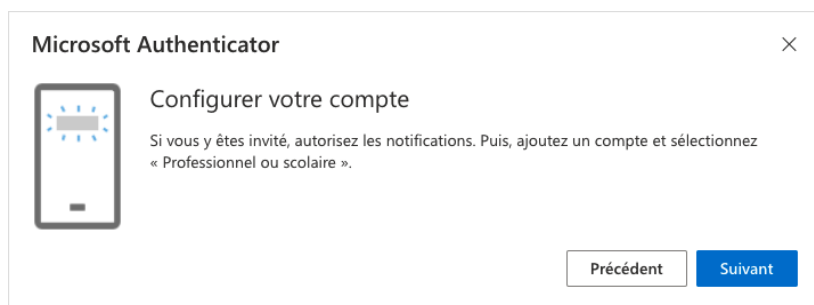 Microsoft Authenticator
Configurer votre compte
Si vous y êtes invité, autorisez les notifications. Puis, ajoutez un compte et sélectionnez
« Professionnel ou scolaire ».
Précédent
Suivant